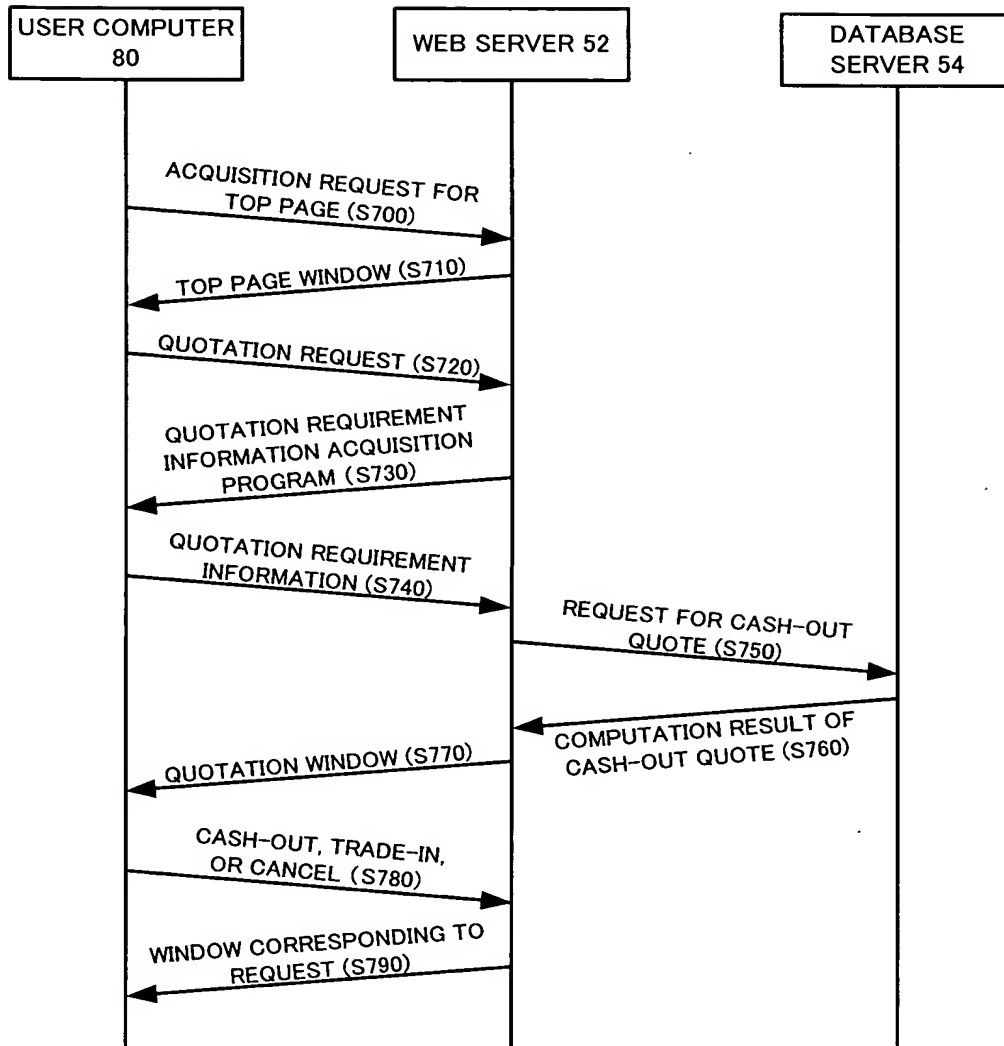 USER COMPUTER
80
WEB SERVER 52
DATABASE
SERVER 54
ACQUISITION REQUEST FOR
TOP PAGE (S700)
TOP PAGE WINDOW (S710)
QUOTATION REQUEST (S720)
QUOTATION REQUIREMENT
INFORMATION ACQUISITION
PROGRAM (S730)
QUOTATION REQUIREMENT
INFORMATION (S740)
REQUEST FOR CASH-OUT
QUOTE (S750)
COMPUTATION RESULT OF
CASH-OUT QUOTE (S760)
QUOTATION WINDOW (S770)
CASH-OUT, TRADE-IN,
OR CANCEL (S780)
WINDOW CORRESPONDING TO
REQUEST (S790)